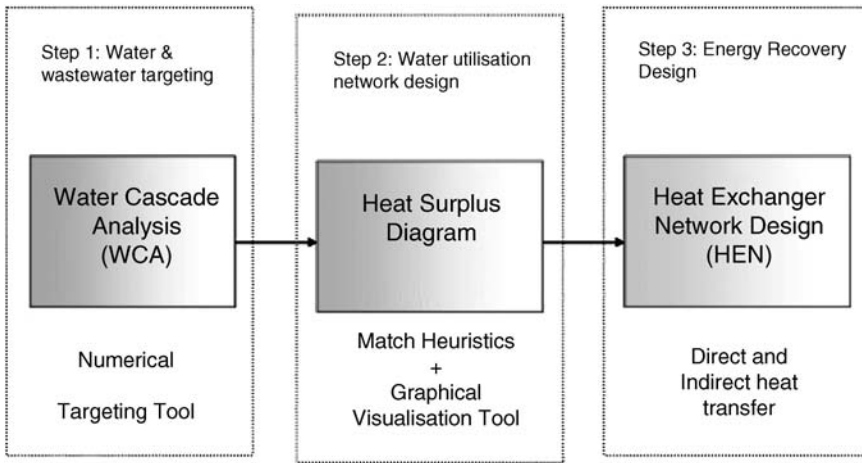 Step 1: Water &
wastewater targeting
Water Cascade
Analysis
(WCA)
Numerical
Targeting Tool
Step 2: Water utilisation
network design
Heat Surplus
Diagram
Match Heuristics
+
Graphical
Visualisation Tool
Step 3: Energy Recovery
Design
Heat Exchanger
Network Design
(HEN)
Direct and
Indirect heat
transfer